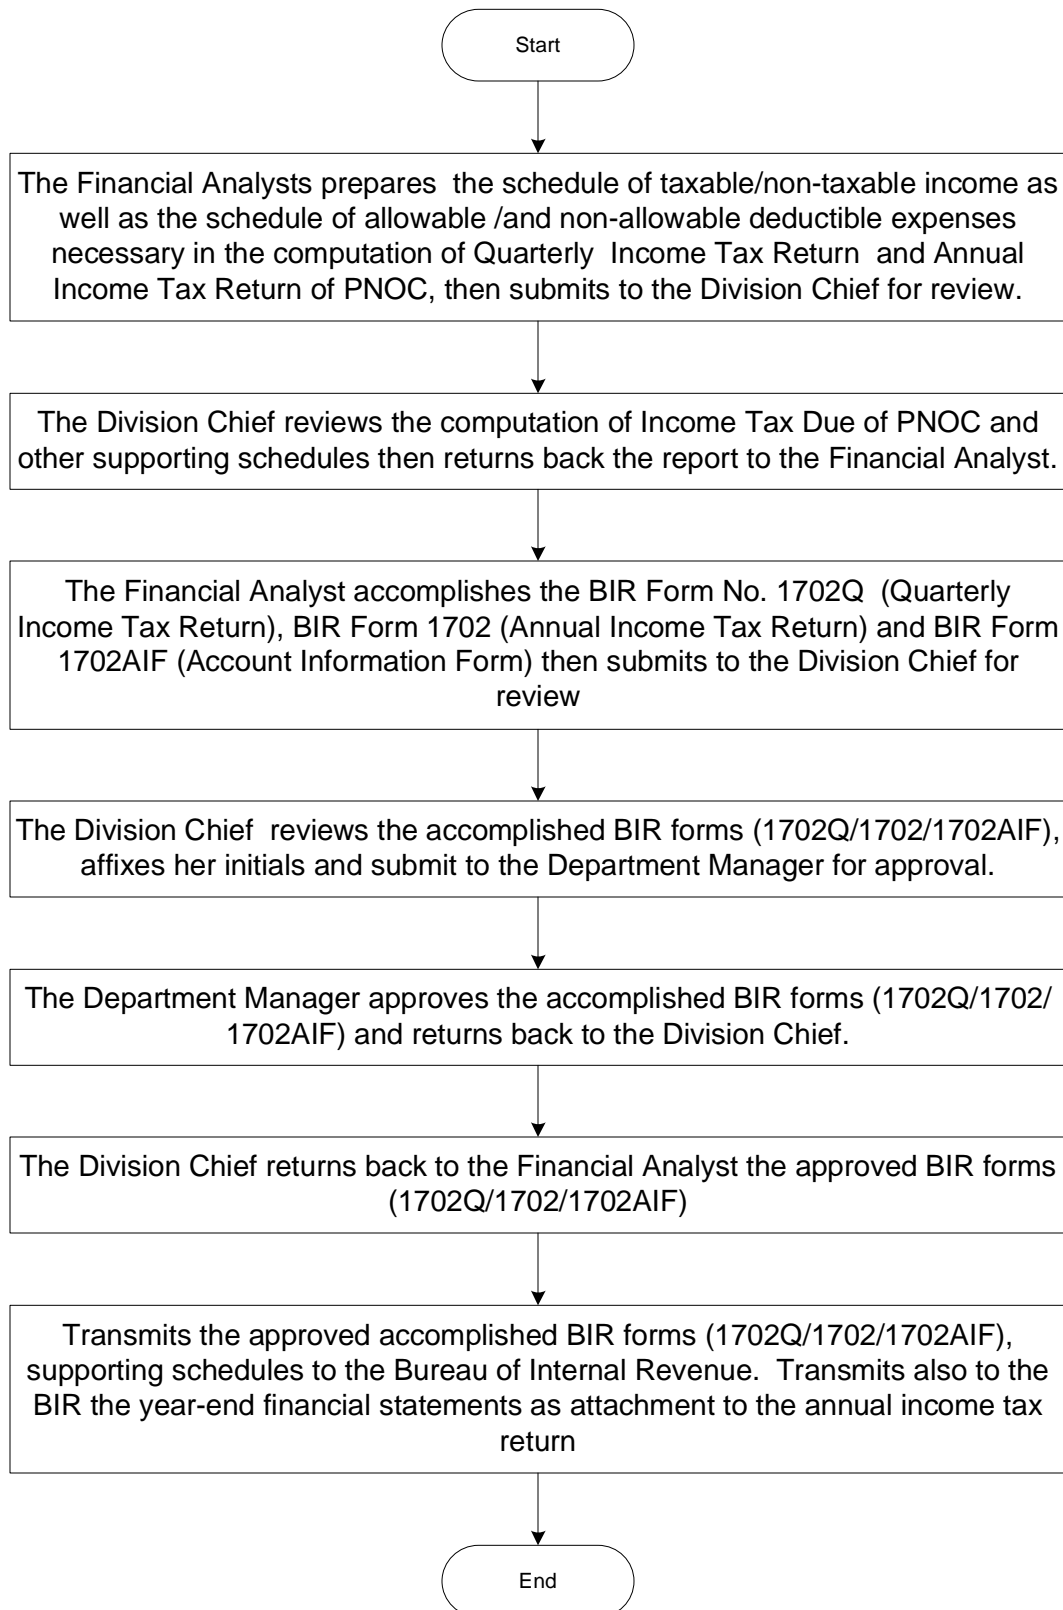 Start
The Financial Analysts prepares  the schedule of taxable/non-taxable income as
well as the schedule of allowable /and non-allowable deductible expenses
necessary in the computation of Quarterly  Income Tax Return  and Annual
Income Tax Return of PNOC, then submits to the Division Chief for review.
The Division Chief reviews the computation of Income Tax Due of PNOC and
other supporting schedules then returns back the report to the Financial Analyst.
The Financial Analyst accomplishes the BIR Form No. 1702Q  (Quarterly
Income Tax Return), BIR Form 1702 (Annual Income Tax Return) and BIR Form
1702AIF (Account Information Form) then submits to the Division Chief for
review
The Division Chief  reviews the accomplished BIR forms (1702Q/1702/1702AIF),
affixes her initials and submit to the Department Manager for approval.
The Department Manager approves the accomplished BIR forms (1702Q/1702/
1702AIF) and returns back to the Division Chief.
The Division Chief returns back to the Financial Analyst the approved BIR forms
(1702Q/1702/1702AIF)
Transmits the approved accomplished BIR forms (1702Q/1702/1702AIF),
supporting schedules to the Bureau of Internal Revenue.  Transmits also to the
BIR the year-end financial statements as attachment to the annual income tax
return
End